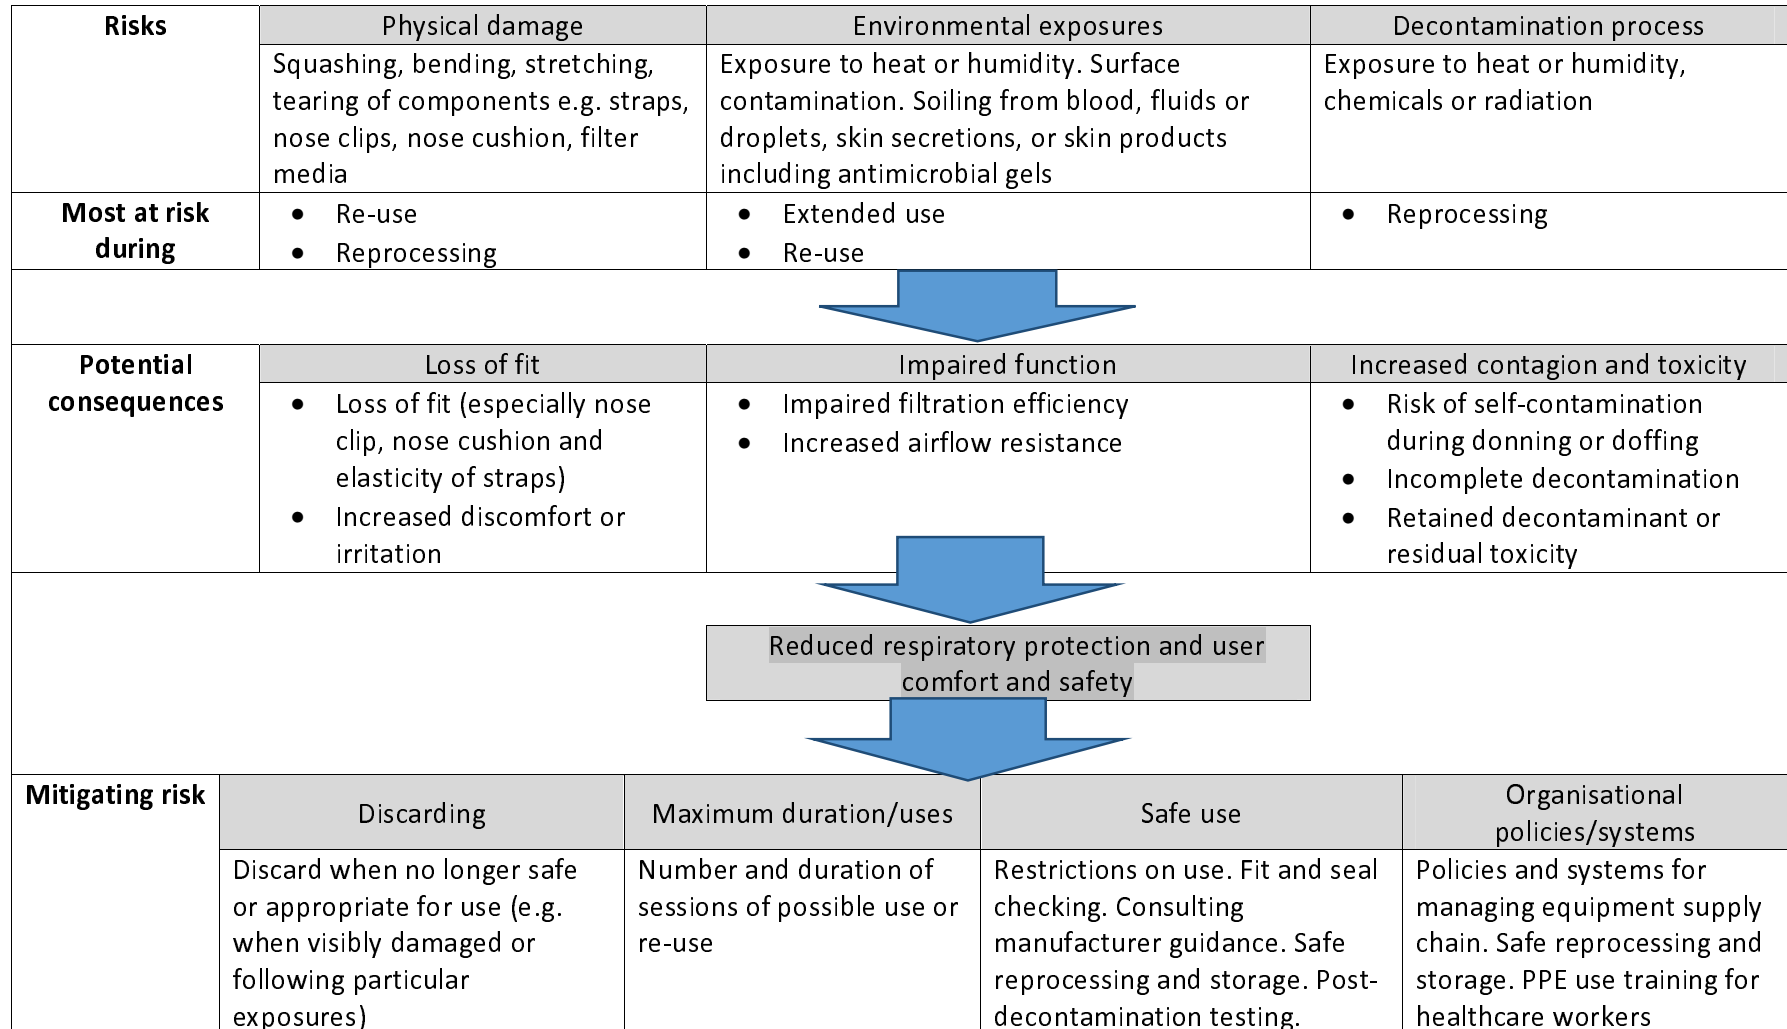 Risks
Physical damage
Environmental exposures
Decontamination process
Squashing, bending, stretching,
tearing of components e.g. straps,
nose clips, nose cushion, filter
media
Exposure to heat or humidity. Surface
contamination. Soiling from blood, fluids or
droplets, skin secretions, or skin products
including antimicrobial gels
Exposure to heat or humidity,
chemicals or radiation
Most at risk
during
• Re-use
• Reprocessing
• Extended use
• Re-use
• Reprocessing
Potential
consequences
Loss of fit
Impaired function
Increased contagion and toxicity
• Loss of fit (especially nose
clip, nose cushion and
elasticity of straps)
• Increased discomfort or
irritation
• Impaired filtration efficiency
• Increased airflow resistance
• Risk of self-contamination
during donning or doffing
• Incomplete decontamination
• Retained decontaminant or
residual toxicity
Reduced respiratory protection and user
comfort and safety
Mitigating risk
Discarding
Maximum duration/uses
Safe use
Organisational
policies/systems
Discard when no longer safe
or appropriate for use (e.g.
when visibly damaged or
following particular
exposures)
Number and duration of
sessions of possible use or
re-use
Restrictions on use. Fit and seal
checking. Consulting
manufacturer guidance. Safe
reprocessing and storage. Post-
decontamination testing.
Policies and systems for
managing equipment supply
chain. Safe reprocessing and
storage. PPE use training for
healthcare workers